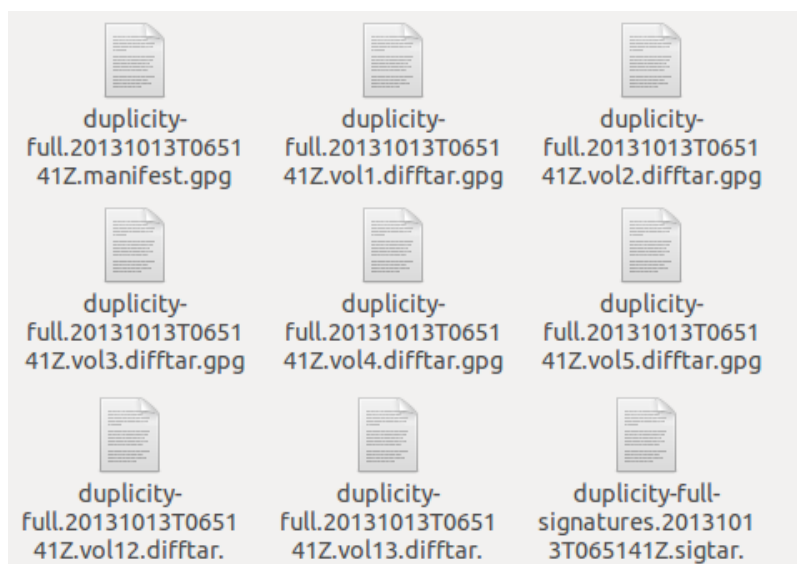 duplicity-
full.20131013T0651
41Z.manifest.gpg
duplicity-
full.20131013T0651
41Z.vol1.difftar.gpg
duplicity-
full.20131013T0651
41Z.vol2.difftar.gpg
duplicity-
full.20131013T0651
41Z.vol3.difftar.gpg
duplicity-
full.20131013T0651
41Z.vol4.difftar.gpg
duplicity-
full.20131013T0651
41Z.vol5.difftar.gpg
duplicity-
full.20131013T0651
41Z.vol12.difftar.
duplicity-
full.20131013T0651
41Z.vol13.difftar.
duplicity-full-
signatures.2013101
3T065141Z.sigtar.